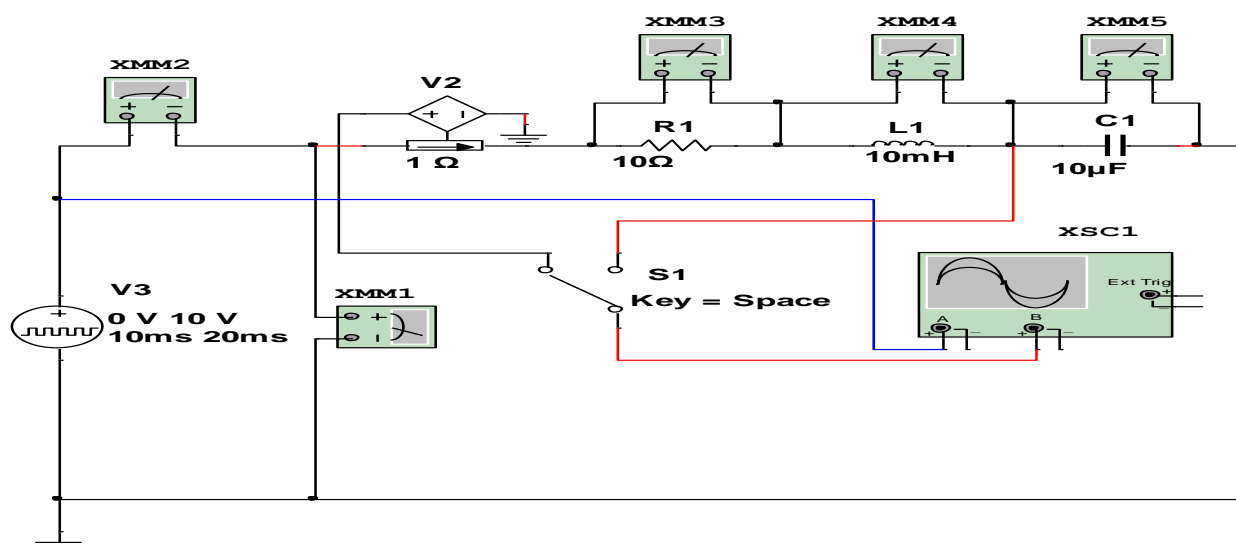 XMM3
XMM4
XMM5
XMM2
V2
R1
L1
C1
1 Ω
10Ω
10mH
10µF
XSC1
V3
XMM1
S1
Key = Space
Ext Trig
0 V 10 V
10ms 20ms
A
B